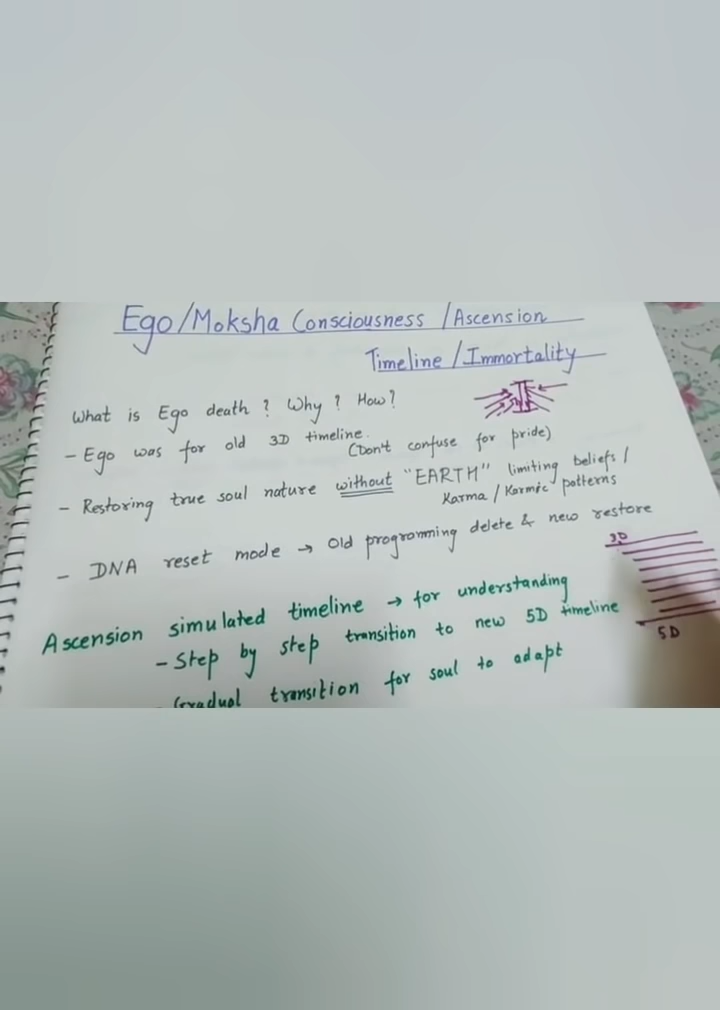 Ego/Moksha Consciousness /Ascension
Timeline/Immortality
What is Ego death? Why? How?
- Ego was for old 3D timeline.
(Don't confuse for pride)
- Restoring true soul nature without "EARTH" limiting beliefs/
Karma/Karmic patterns
- DNA reset mode → Old programming delete & new restore
3D
5D
Ascension simulated timeline → for understanding
- Step by step transition to new 5D timeline
Gradual transition for soul to adapt